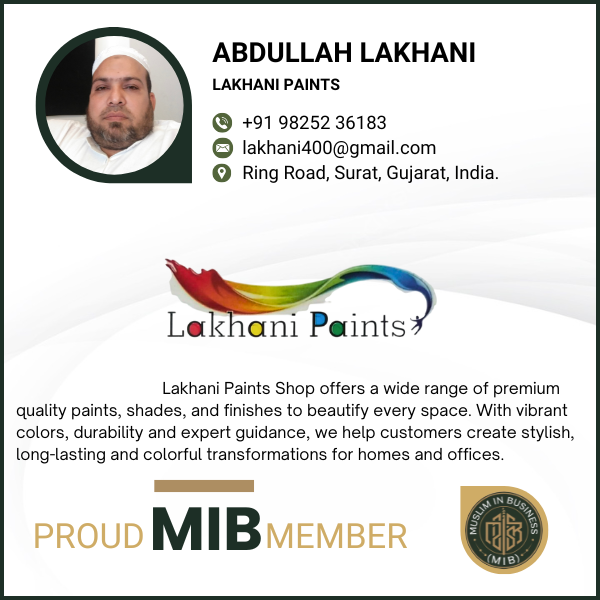 ABDULLAH LAKHANI
LAKHANI PAINTS
+91 98252 36183
lakhani400@gmail.com
Ring Road, Surat, Gujarat, India.
Lakhani Paints
Lakhani Paints Shop offers a wide range of premium
quality paints, shades, and finishes to beautify every space. With vibrant
colors, durability and expert guidance, we help customers create stylish,
long-lasting and colorful transformations for homes and offices.
PROUD MIB MEMBER
MUSLIM IN BUSINESS
(MIB)